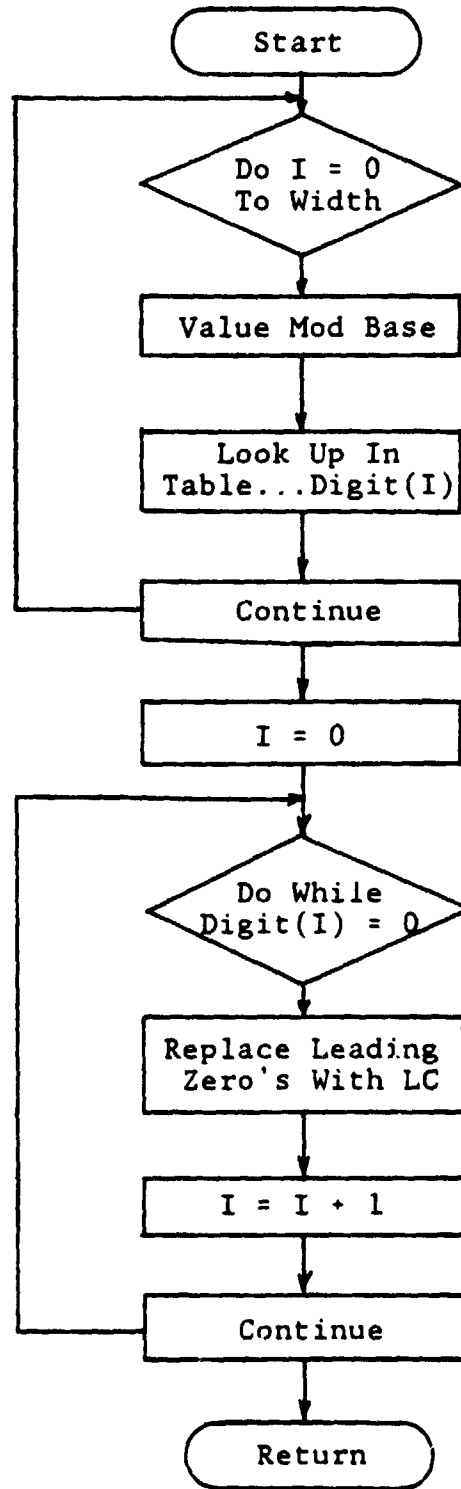 Start
Do I = 0
To Width
Value Mod Base
Look Up In
Table...Digit(I)
Continue
I = 0
Do While
Digit(I) = 0
Replace Leading
Zero's With LC
I = I + 1
Continue
Return